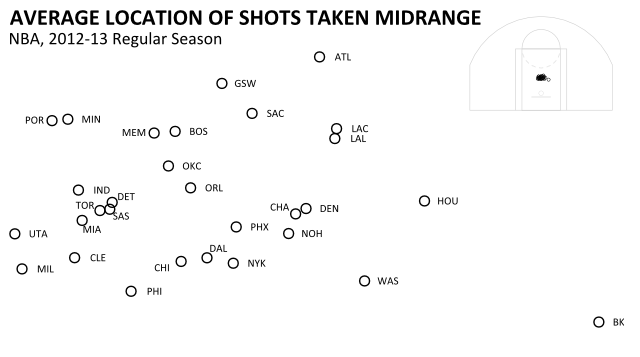 AVERAGE LOCATION OF SHOTS TAKEN MIDRANGE
NBA, 2012-13 Regular Season
ATL
GSW
SAC
POR
MIN
MEM
BOS
LAC
LAL
OKC
IND
ORL
DET
TOR
SAS
HOU
CHA
DEN
MIA
PHX
UTA
NOH
DAL
CLE
CHI
NYK
MIL
WAS
PHI
BK